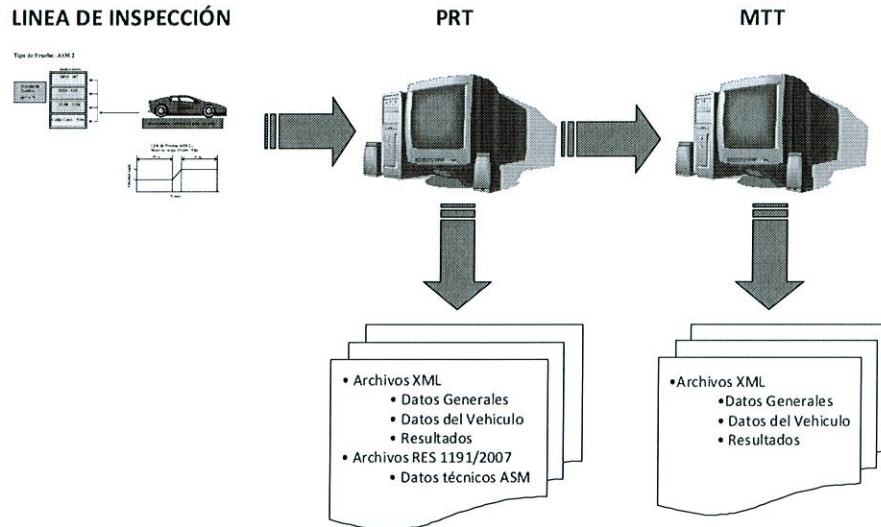 LINEA DE INSPECCIÓN
PRT
MTT
Tipo de Prueba: ASM 2
• Archivos XML
• Datos Generales
• Datos del Vehiculo
• Resultados
• Archivos RES 1191/2007
• Datos técnicos ASM
•Archivos XML
•Datos Generales
• Datos del Vehiculo
• Resultados